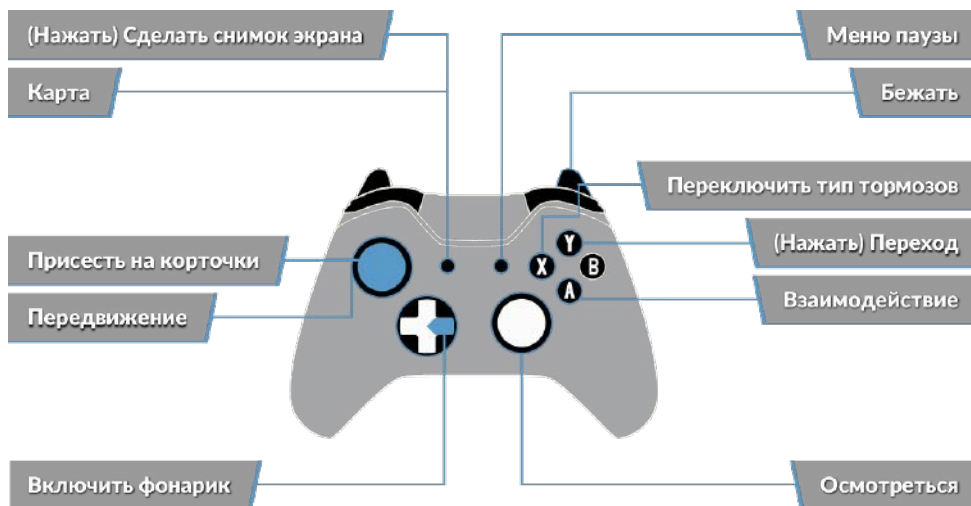 (Нажать) Сделать снимок экрана
Меню паузы
Карта
Бежать
Переключить тип тормозов
(Нажать) Переход
Взаимодействие
Присесть на корточки
Передвижение
Y
X
B
A
Включить фонарик
Осмотреться